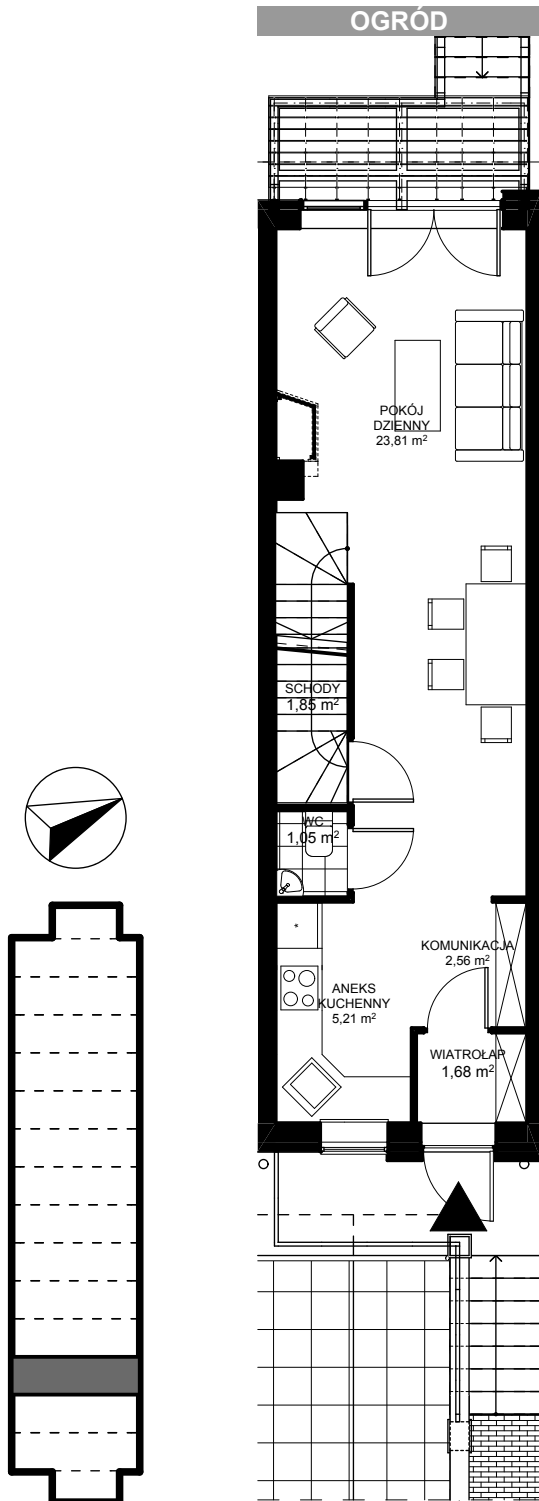 OGRÓD
POKÓJ
DZIENNY
23,81 m²
SCHODY
1,85 m²
WC
1,05 m²
KOMUNIKACJA
2,56 m²
ANEKS
KUCHENNY
5,21 m²
WIATROŁAP
1,68 m²